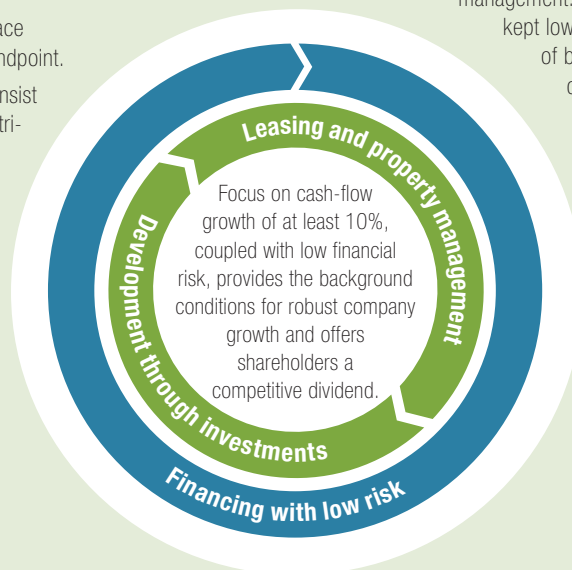 ndpoint.
nsist
tri-
management.
kept low
of b
Leasing and property management
Development through investments
Financing with low risk
Focus on cash-flow
growth of at least 10%,
coupled with low financial
risk, provides the background
conditions for robust company
growth and offers
shareholders a
competitive dividend.